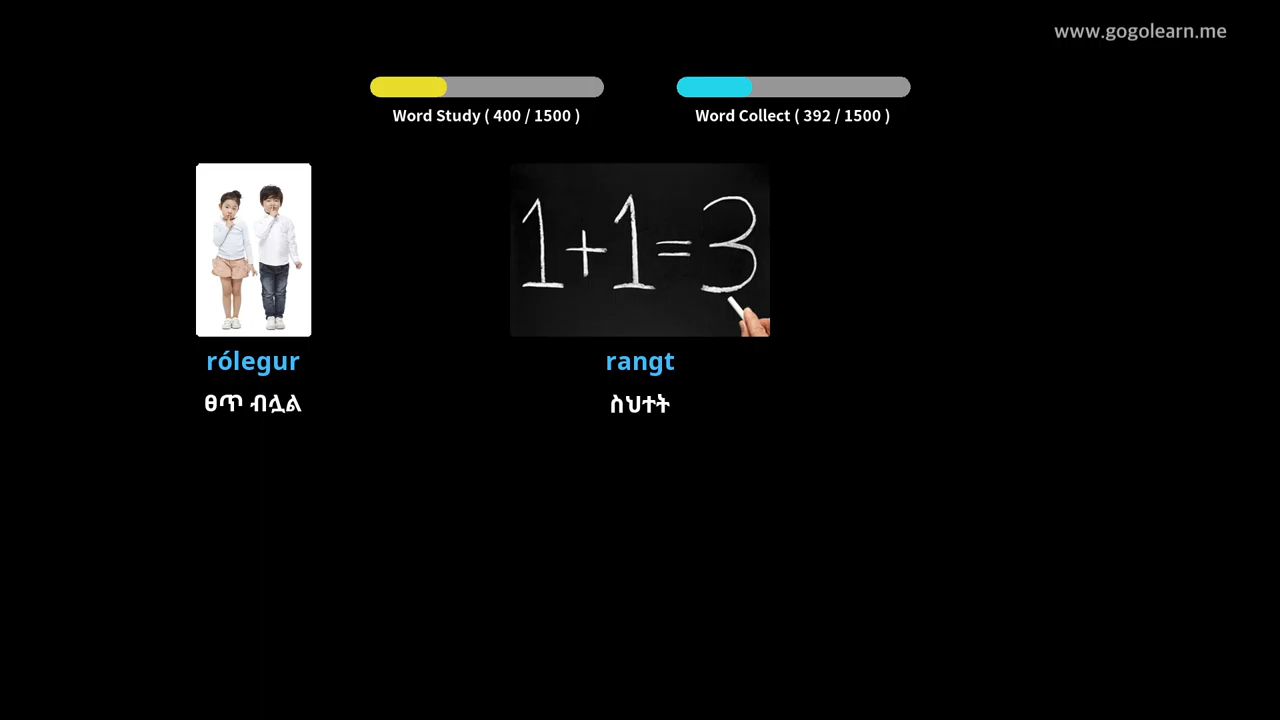 www.gogolearn.me
Word Study ( 400 / 1500 )
Word Collect ( 392 / 1500 )
1+1=3
rólegur
rangt
ፀጥ ብሏል
ስህተት